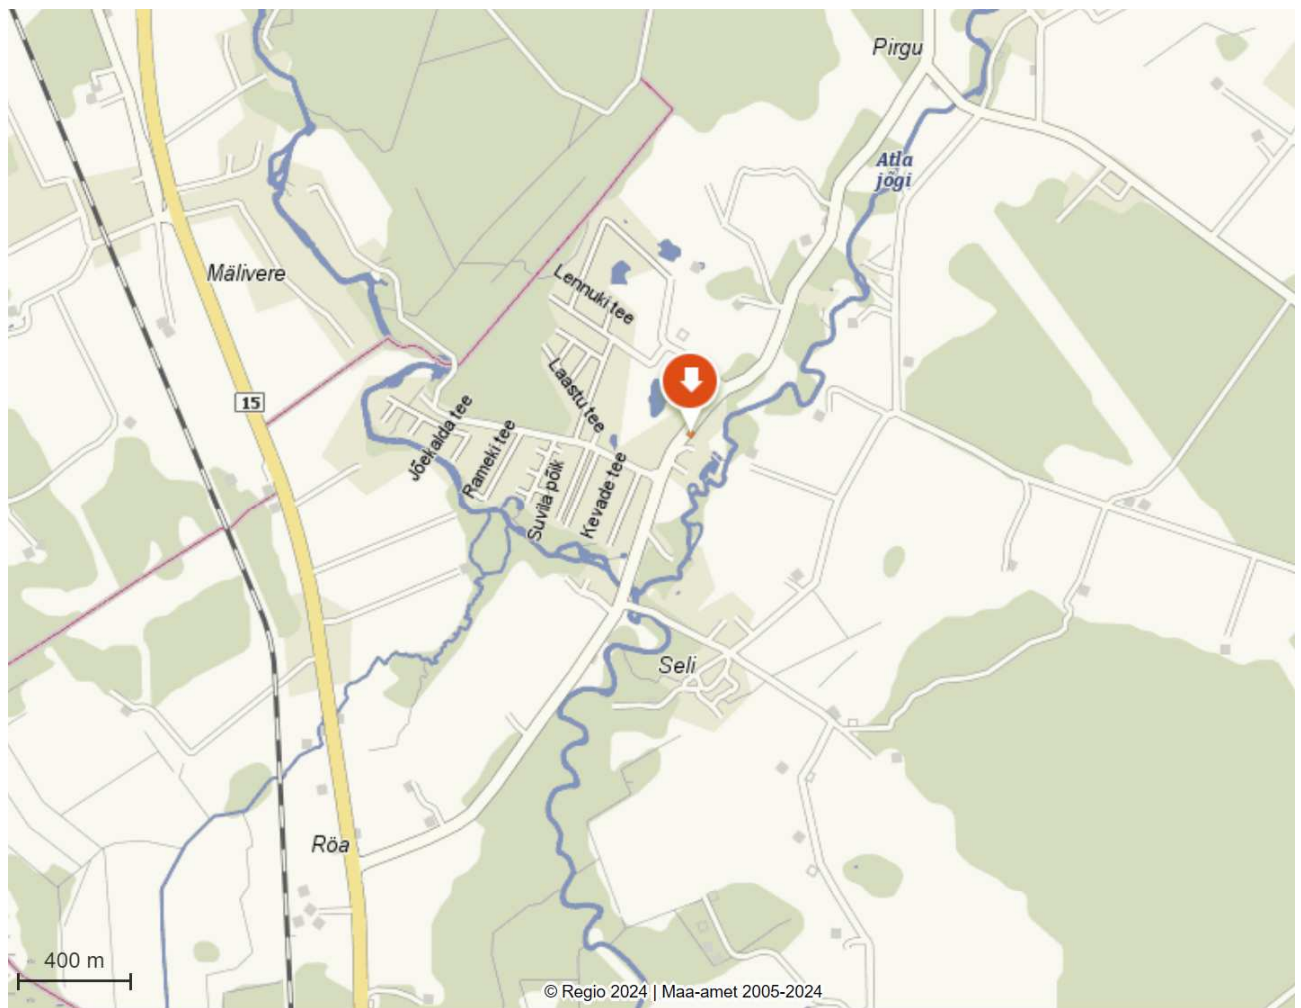 Pirgu
Atla
jõgi
Mälivere
Lennuki tee
15
Laastu tee
Jõekalda tee
Rameki tee
Suvila põik
Kevade tee
Seli
Röa
400 m
© Regio 2024 | Maa-amet 2005-2024